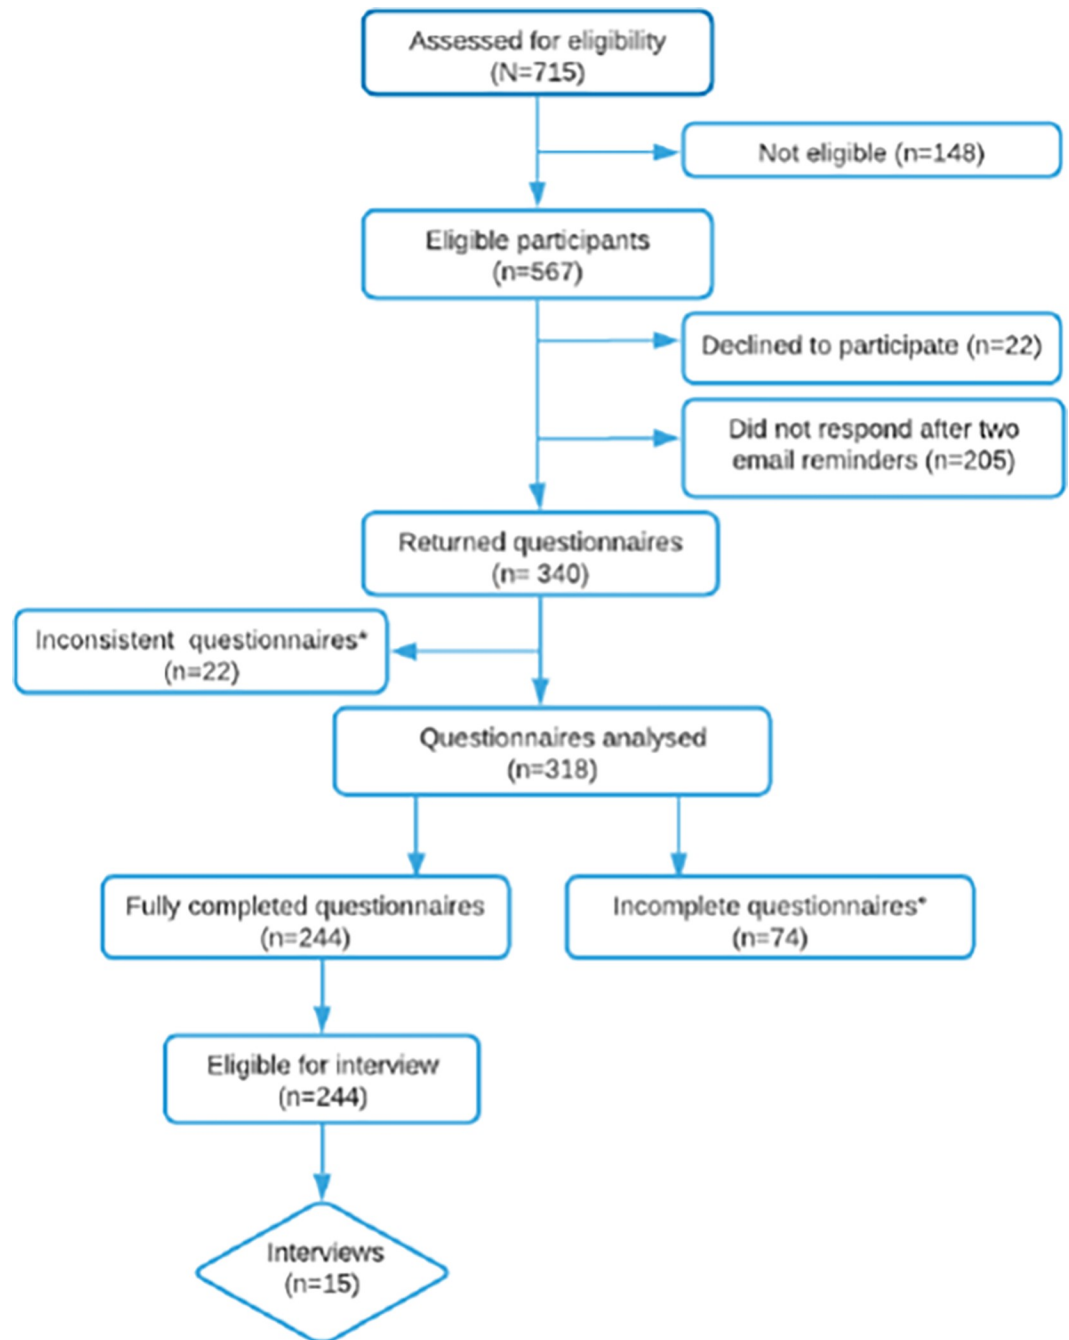 Assessed for eligibility
(N=715)
Not eligible (n=148)
Eligible participants
(n=567)
Declined to participate (n=22)
Did not respond after two
email reminders (n=205)
Returned questionnaires
(n= 340)
Inconsistent questionnaires*
(n=22)
Questionnaires analysed
(n=318)
Fully completed questionnaires
(n=244)
Incomplete questionnaires*
(n=74)
Eligible for interview
(n=244)
Interviews
(n=15)